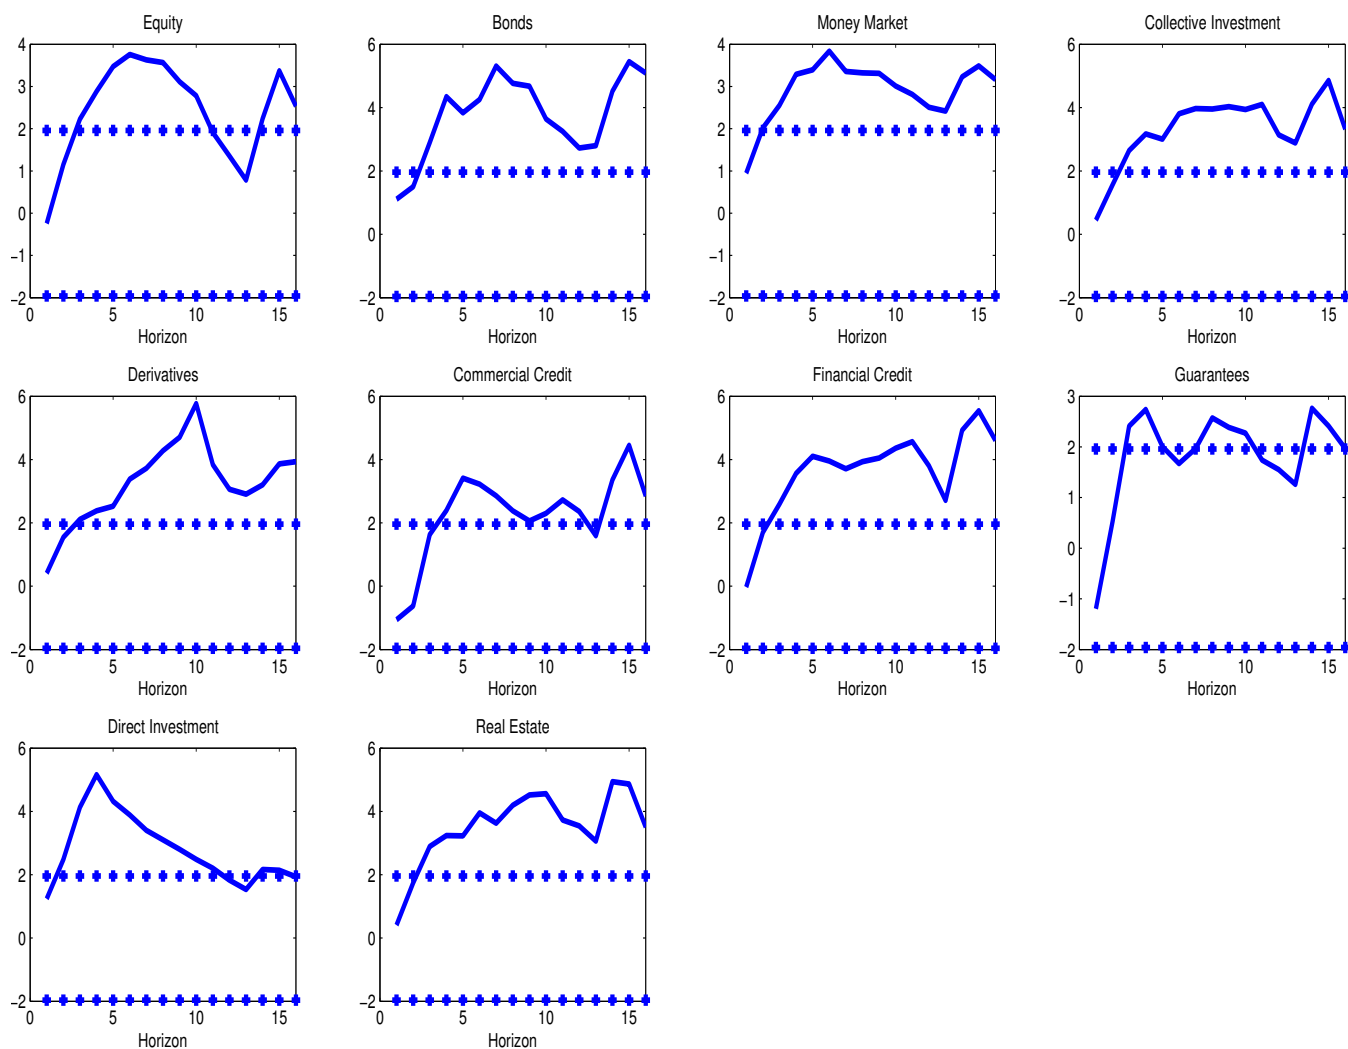 Equity
4
3
2
1
0
−1
−2
0 5 10 15
Horizon
Bonds
6
4
2
0
−2
0 5 10 15
Horizon
Money Market
4
3
2
1
0
−1
−2
0 5 10 15
Horizon
Collective Investment
6
4
2
0
−2
0 5 10 15
Horizon
Derivatives
6
4
2
0
−2
0 5 10 15
Horizon
Commercial Credit
6
4
2
0
−2
0 5 10 15
Horizon
Financial Credit
6
4
2
0
−2
0 5 10 15
Horizon
Guarantees
3
2
1
0
−1
−2
0 5 10 15
Horizon
Direct Investment
6
4
2
0
−2
0 5 10 15
Horizon
Real Estate
6
4
2
0
−2
0 5 10 15
Horizon